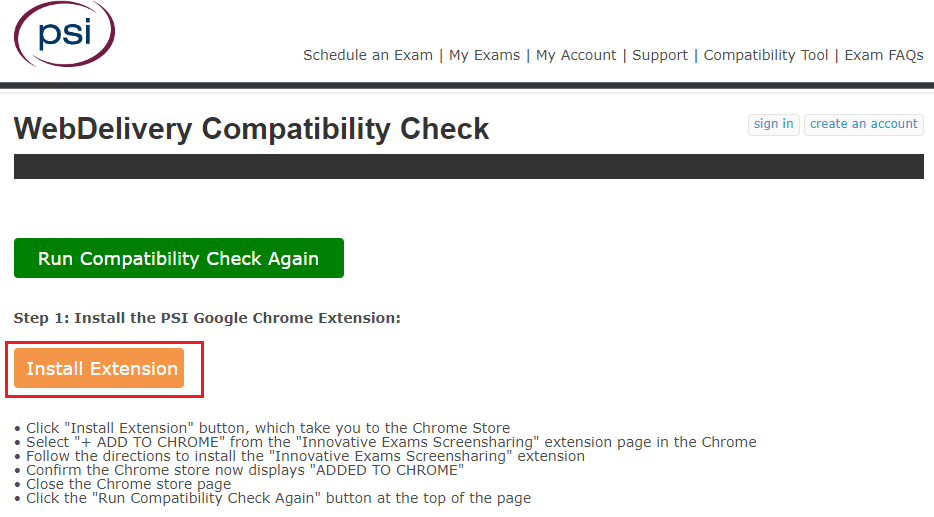 psi
Schedule an Exam | My Exams | My Account | Support | Compatibility Tool | Exam FAQs
WebDelivery Compatibility Check
sign in create an account
Run Compatibility Check Again
Step 1: Install the PSI Google Chrome Extension:
Install Extension
• Click "Install Extension" button, which take you to the Chrome Store
• Select "+ ADD TO CHROME" from the "Innovative Exams Screensharing" extension page in the Chrome
• Follow the directions to install the "Innovative Exams Screensharing" extension
• Confirm the Chrome store now displays "ADDED TO CHROME"
• Close the Chrome store page
• Click the "Run Compatibility Check Again" button at the top of the page